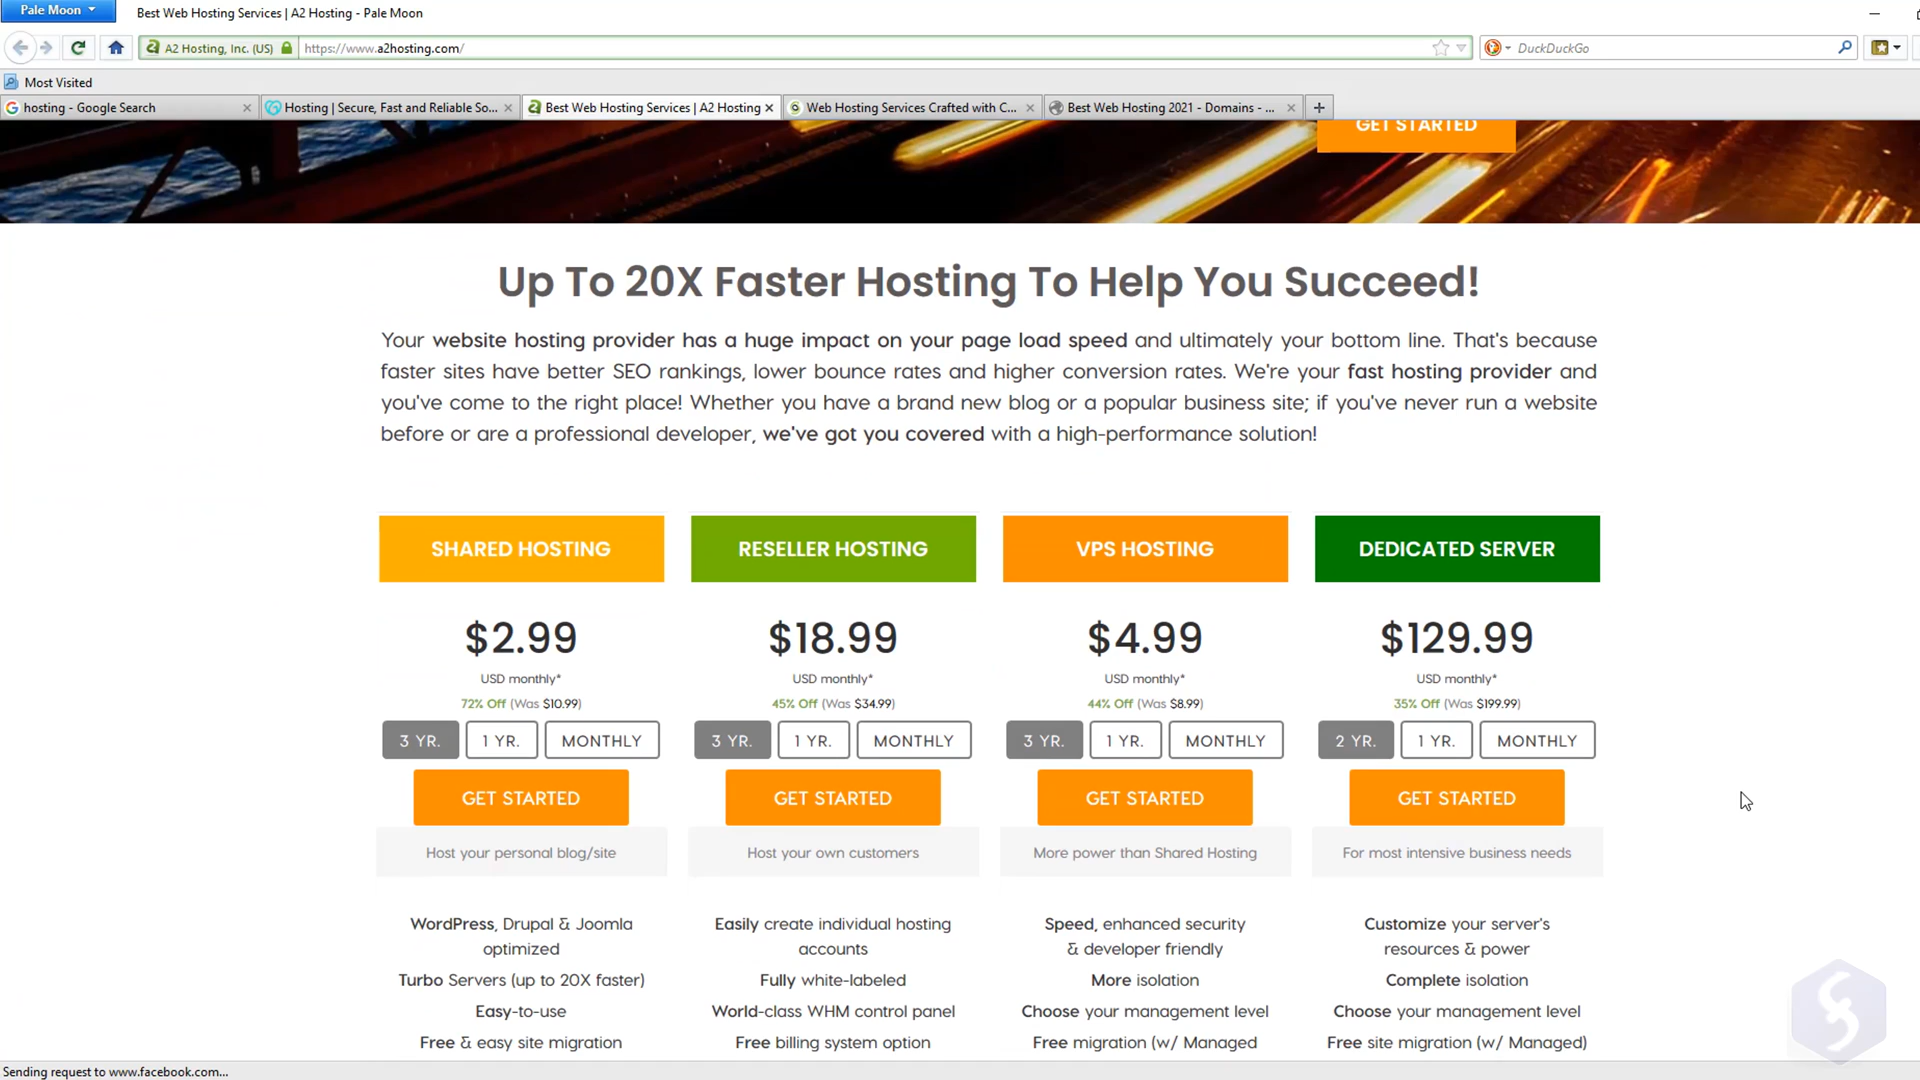 Pale Moon
Best Web Hosting Services | A2 Hosting - Pale Moon
A2 Hosting, Inc. (US)
https://www.a2hosting.com/
DuckDuckGo
Most Visited
hosting - Google Search
Hosting | Secure, Fast and Reliable So...
Best Web Hosting Services | A2 Hosting
Web Hosting Services Crafted with C...
Best Web Hosting 2021 - Domains - ...
GET STARTED
Up To 20X Faster Hosting To Help You Succeed!
Your website hosting provider has a huge impact on your page load speed and ultimately your bottom line. That's because
faster sites have better SEO rankings, lower bounce rates and higher conversion rates. We're your fast hosting provider and
you've come to the right place! Whether you have a brand new blog or a popular business site; if you've never run a website
before or are a professional developer, we've got you covered with a high-performance solution!
SHARED HOSTING
$2.99
USD monthly*
72% Off (Was $10.99)
3 YR. 1 YR. MONTHLY
GET STARTED
Host your personal blog/site
WordPress, Drupal & Joomla
optimized
Turbo Servers (up to 20X faster)
Easy-to-use
Free & easy site migration
RESELLER HOSTING
$18.99
USD monthly*
45% Off (Was $34.99)
3 YR. 1 YR. MONTHLY
GET STARTED
Host your own customers
Easily create individual hosting
accounts
Fully white-labeled
World-class WHM control panel
Free billing system option
VPS HOSTING
$4.99
USD monthly*
44% Off (Was $8.99)
3 YR. 1 YR. MONTHLY
GET STARTED
More power than Shared Hosting
Speed, enhanced security
& developer friendly
More isolation
Choose your management level
Free migration (w/ Managed
DEDICATED SERVER
$129.99
USD monthly*
35% Off (Was $199.99)
2 YR. 1 YR. MONTHLY
GET STARTED
For most intensive business needs
Customize your server's
resources & power
Complete isolation
Choose your management level
Free site migration (w/ Managed)
Sending request to www.facebook.com...